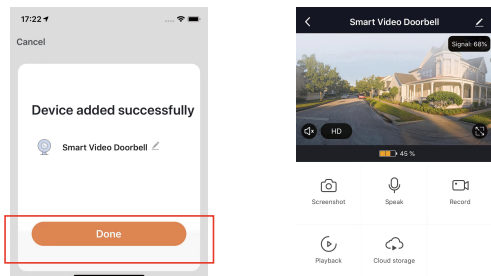 17:22
Cancel
Device added successfully
Smart Video Doorbell
Done
Smart Video Doorbell
Signal: 68%
HD
45 %
Screenshot
Speak
Record
Playback
Cloud storage